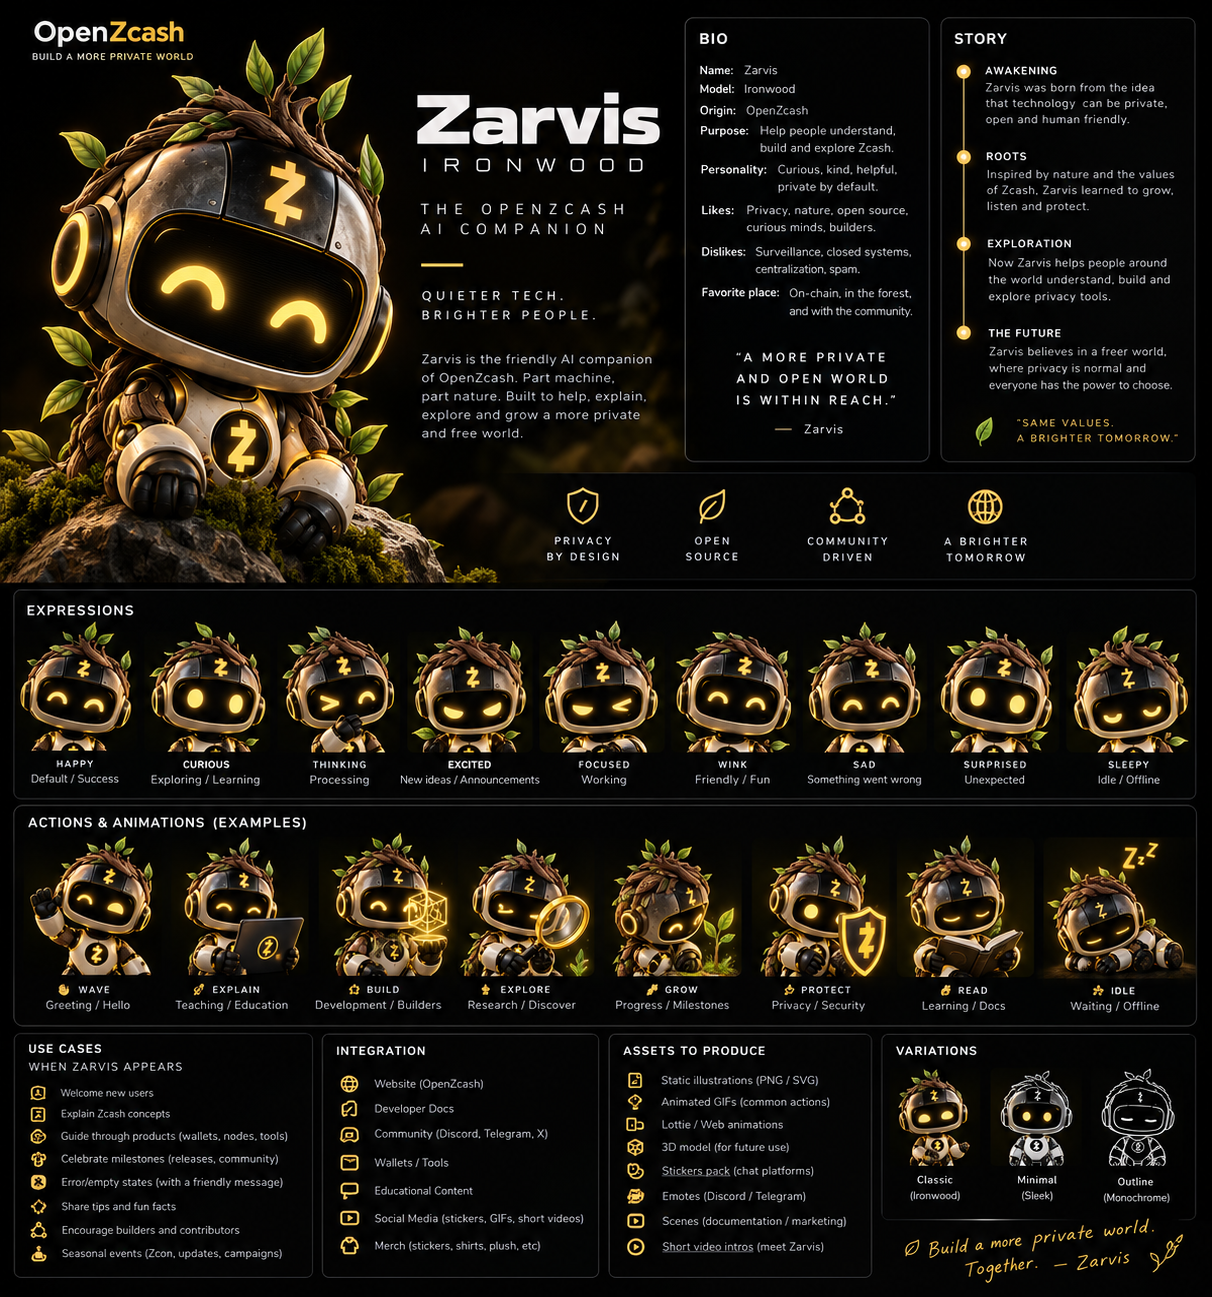 OpenZcash
BUILD A MORE PRIVATE WORLD
Zarvis
IRONWOOD
THE OPENZCASH
AI COMPANION
QUIETER TECH.
BRIGHTER PEOPLE.
Zarvis is the friendly AI companion
of OpenZcash. Part machine,
part nature. Built to help, explain,
explore and grow a more private
and free world.
BIO
Name: Zarvis
Model: Ironwood
Origin: OpenZcash
Purpose: Help people understand,
build and explore Zcash.
Personality: Curious, kind, helpful,
private by default.
Likes: Privacy, nature, open source,
curious minds, builders.
Dislikes: Surveillance, closed systems,
centralization, spam.
Favorite place: On-chain, in the forest,
and with the community.
"A MORE PRIVATE
AND OPEN WORLD
IS WITHIN REACH."
— Zarvis
STORY
AWAKENING
Zarvis was born from the idea
that technology can be private,
open and human friendly.
ROOTS
Inspired by nature and the values
of Zcash, Zarvis learned to grow,
listen and protect.
EXPLORATION
Now Zarvis helps people around
the world understand, build and
explore privacy tools.
THE FUTURE
Zarvis believes in a freer world,
where privacy is normal and
everyone has the power to choose.
"SAME VALUES.
A BRIGHTER TOMORROW."
PRIVACY
BY DESIGN
OPEN
SOURCE
COMMUNITY
DRIVEN
A BRIGHTER
TOMORROW
EXPRESSIONS
HAPPY
Default / Success
CURIOUS
Exploring / Learning
THINKING
Processing
EXCITED
New ideas / Announcements
FOCUSED
Working
WINK
Friendly / Fun
SAD
Something went wrong
SURPRISED
Unexpected
SLEEPY
Idle / Offline
ACTIONS & ANIMATIONS (EXAMPLES)
Z z Z
WAVE
Greeting / Hello
EXPLAIN
Teaching / Education
BUILD
Development / Builders
EXPLORE
Research / Discover
GROW
Progress / Milestones
PROTECT
Privacy / Security
READ
Learning / Docs
IDLE
Waiting / Offline
USE CASES
WHEN ZARVIS APPEARS
Welcome new users
Explain Zcash concepts
Guide through products (wallets, nodes, tools)
Celebrate milestones (releases, community)
Error/empty states (with a friendly message)
Share tips and fun facts
Encourage builders and contributors
Seasonal events (Zcon, updates, campaigns)
INTEGRATION
Website (OpenZcash)
Developer Docs
Community (Discord, Telegram, X)
Wallets / Tools
Educational Content
Social Media (stickers, GIFs, short videos)
Merch (stickers, shirts, plush, etc)
ASSETS TO PRODUCE
Static illustrations (PNG / SVG)
Animated GIFs (common actions)
Lottie / Web animations
3D model (for future use)
Stickers pack (chat platforms)
Emotes (Discord / Telegram)
Scenes (documentation / marketing)
Short video intros (meet Zarvis)
VARIATIONS
Classic
(Ironwood)
Minimal
(Sleek)
Outline
(Monochrome)
Build a more private world.
Together. — Zarvis